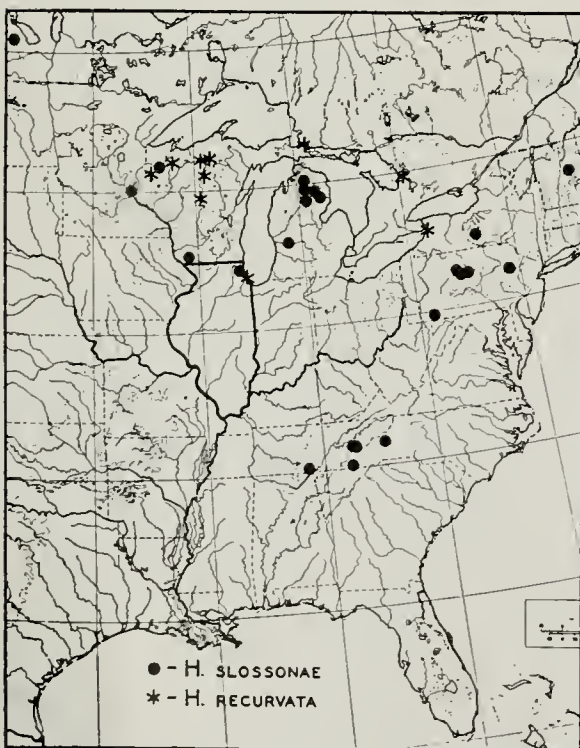 ● - H. SLOSSONAE
* - H. RECURVATA